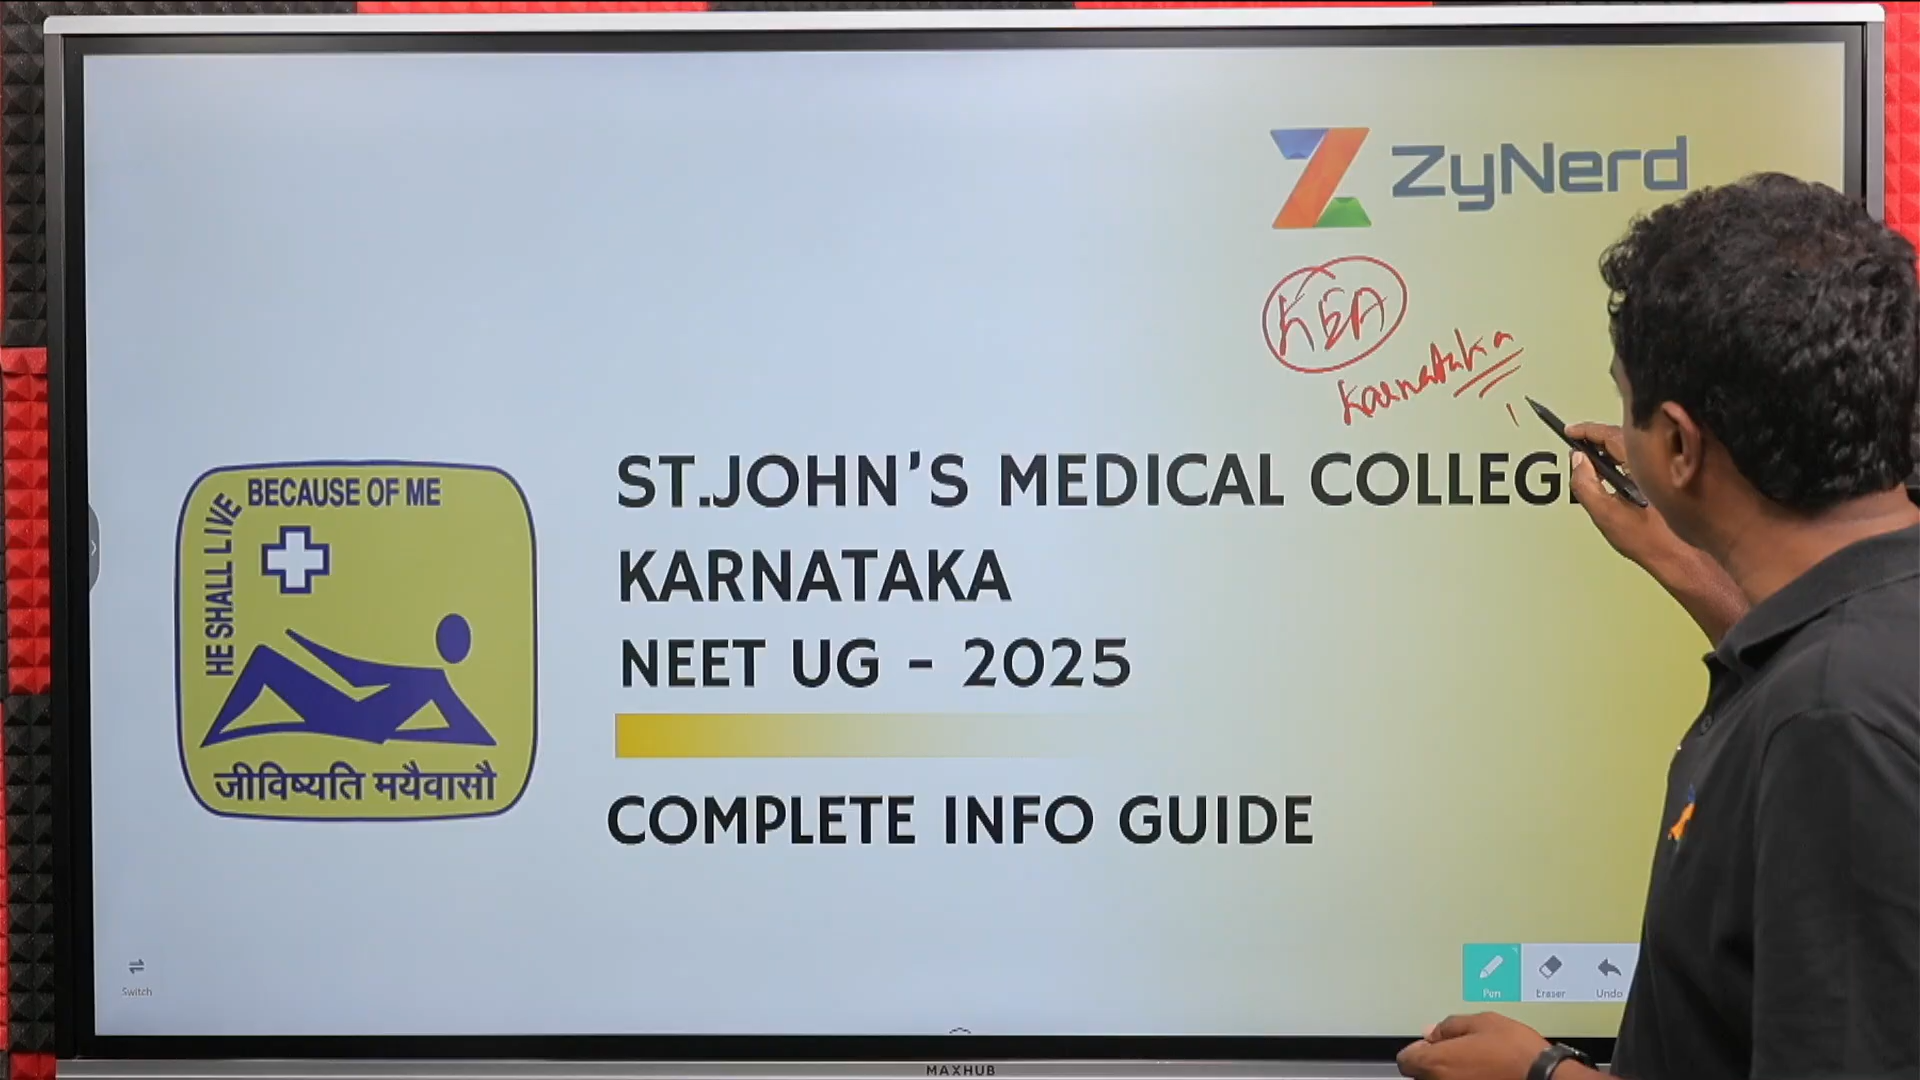 ZyNerd
KEA
Karnataka
ST.JOHN'S MEDICAL COLLEGE
KARNATAKA
NEET UG - 2025
COMPLETE INFO GUIDE
HE SHALL LIVE
BECAUSE OF ME
जीविष्यति मयैवासौ
Switch
Pen
Eraser
Undo
MAXHUB